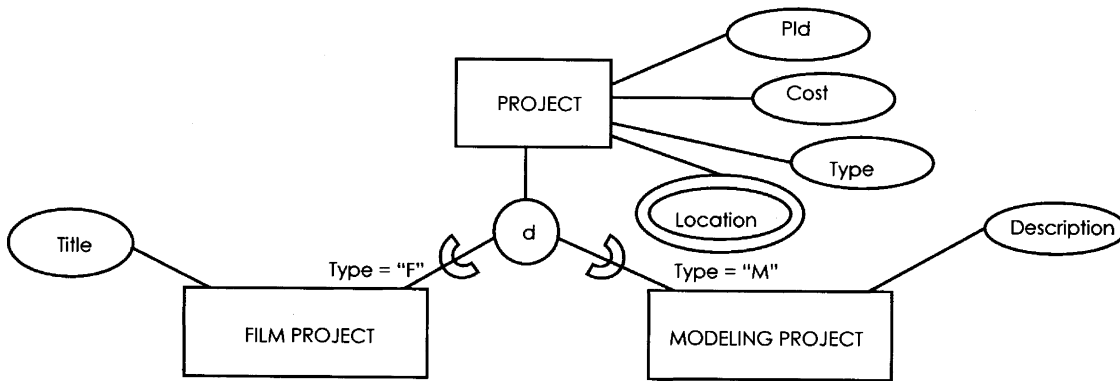 PId
PROJECT
Cost
Type
Location
Title
d
Description
Type = “F”
Type = “M”
FILM PROJECT
MODELING PROJECT